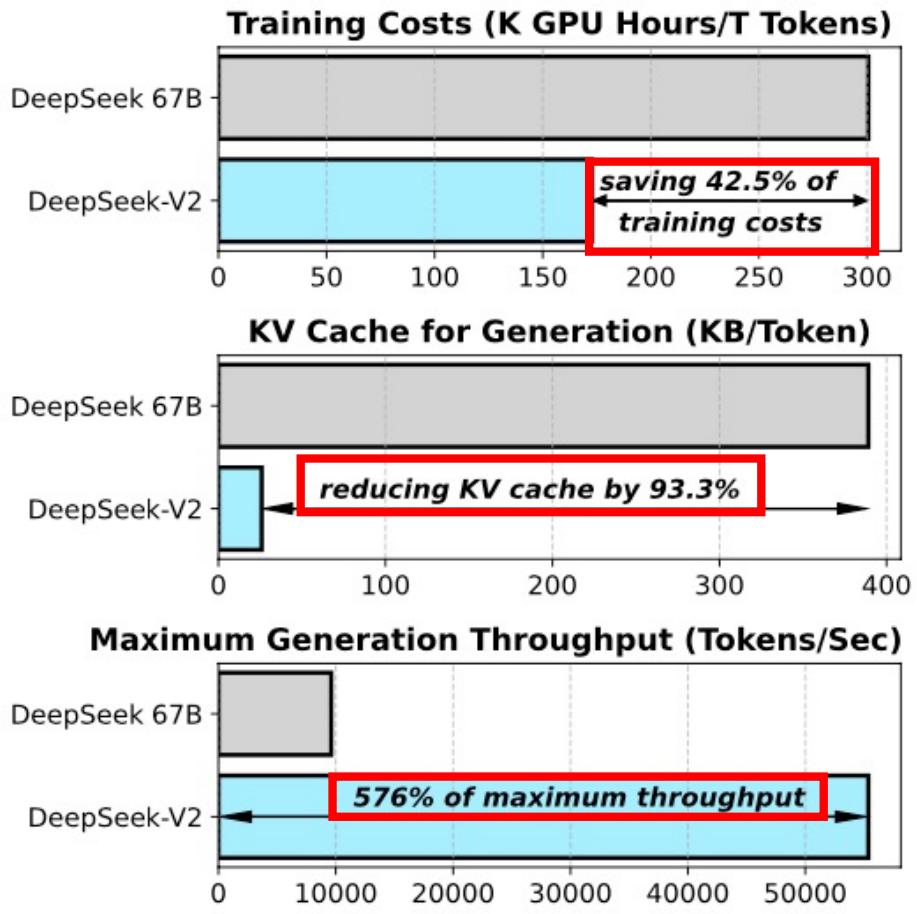 Training Costs (K GPU Hours/T Tokens)
DeepSeek 67B
DeepSeek-V2
saving 42.5% of
training costs
0 50 100 150 200 250 300
KV Cache for Generation (KB/Token)
DeepSeek 67B
reducing KV cache by 93.3%
DeepSeek-V2
0 100 200 300 400
Maximum Generation Throughput (Tokens/Sec)
DeepSeek 67B
576% of maximum throughput
DeepSeek-V2
0 10000 20000 30000 40000 50000